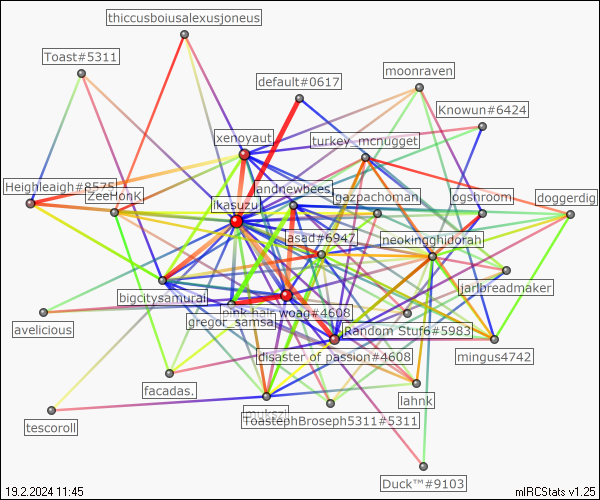 thiccusboiusalexusjoneus
Toast#5311
moonraven
default#0617
Knowun#6424
xenoyaut
turkey_mcnugget
Heighleaigh#8575
andnewbees
ZeeHonK
gazpachoman
ogshroom
doggerdig
ikasuzu
asad#6947
neokingghidorah
jarlbreadmaker
bigcitysamurai
pink hair woag#4608
gregor_samsa
avelicious
Random Stuf6#5983
disaster of passion#4608
mingus4742
facadas.
lahnk
ToastephBroseph5311#5311
tescoroll
Duck™#9103
19.2.2024 11:45
mIRCStats v1.25